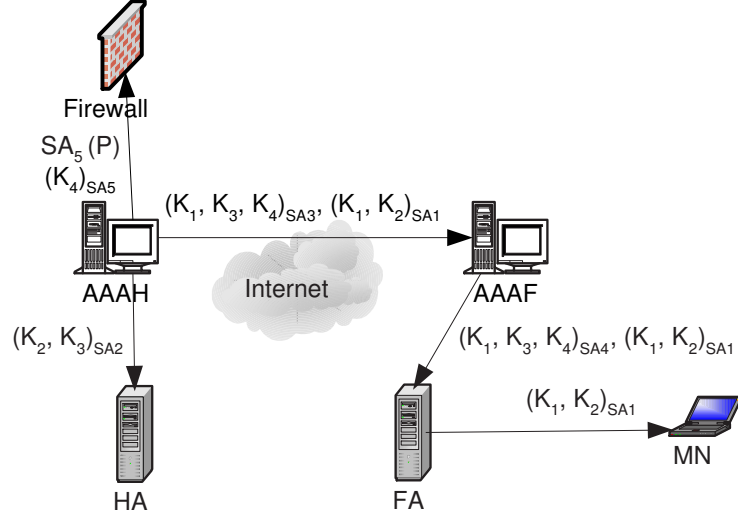 Firewall
SA₅ (P)
(K₄)SA5
(K₁, K₃, K₄)SA3, (K₁, K₂)SA1
AAAH
Internet
AAAF
(K₂, K₃)SA2
(K₁, K₃, K₄)SA4, (K₁, K₂)SA1
(K₁, K₂)SA1
MN
HA
FA